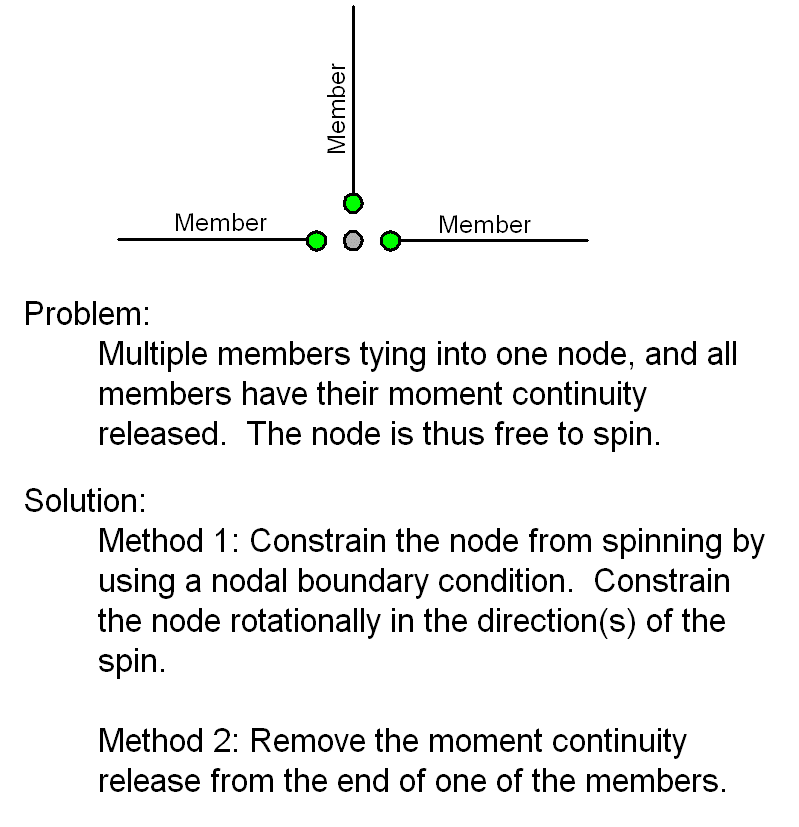 Member
Member
Member
Problem:
Multiple members tying into one node, and all
members have their moment continuity
released.  The node is thus free to spin.
Solution:
Method 1: Constrain the node from spinning by
using a nodal boundary condition.  Constrain
the node rotationally in the direction(s) of the
spin.
Method 2: Remove the moment continuity
release from the end of one of the members.